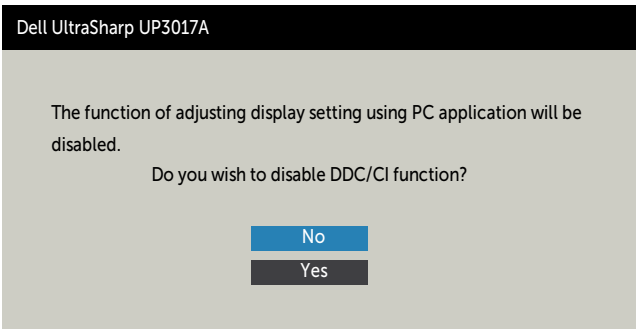 Dell UltraSharp UP3017A
The function of adjusting display setting using PC application will be
disabled.
Do you wish to disable DDC/CI function?
No
Yes